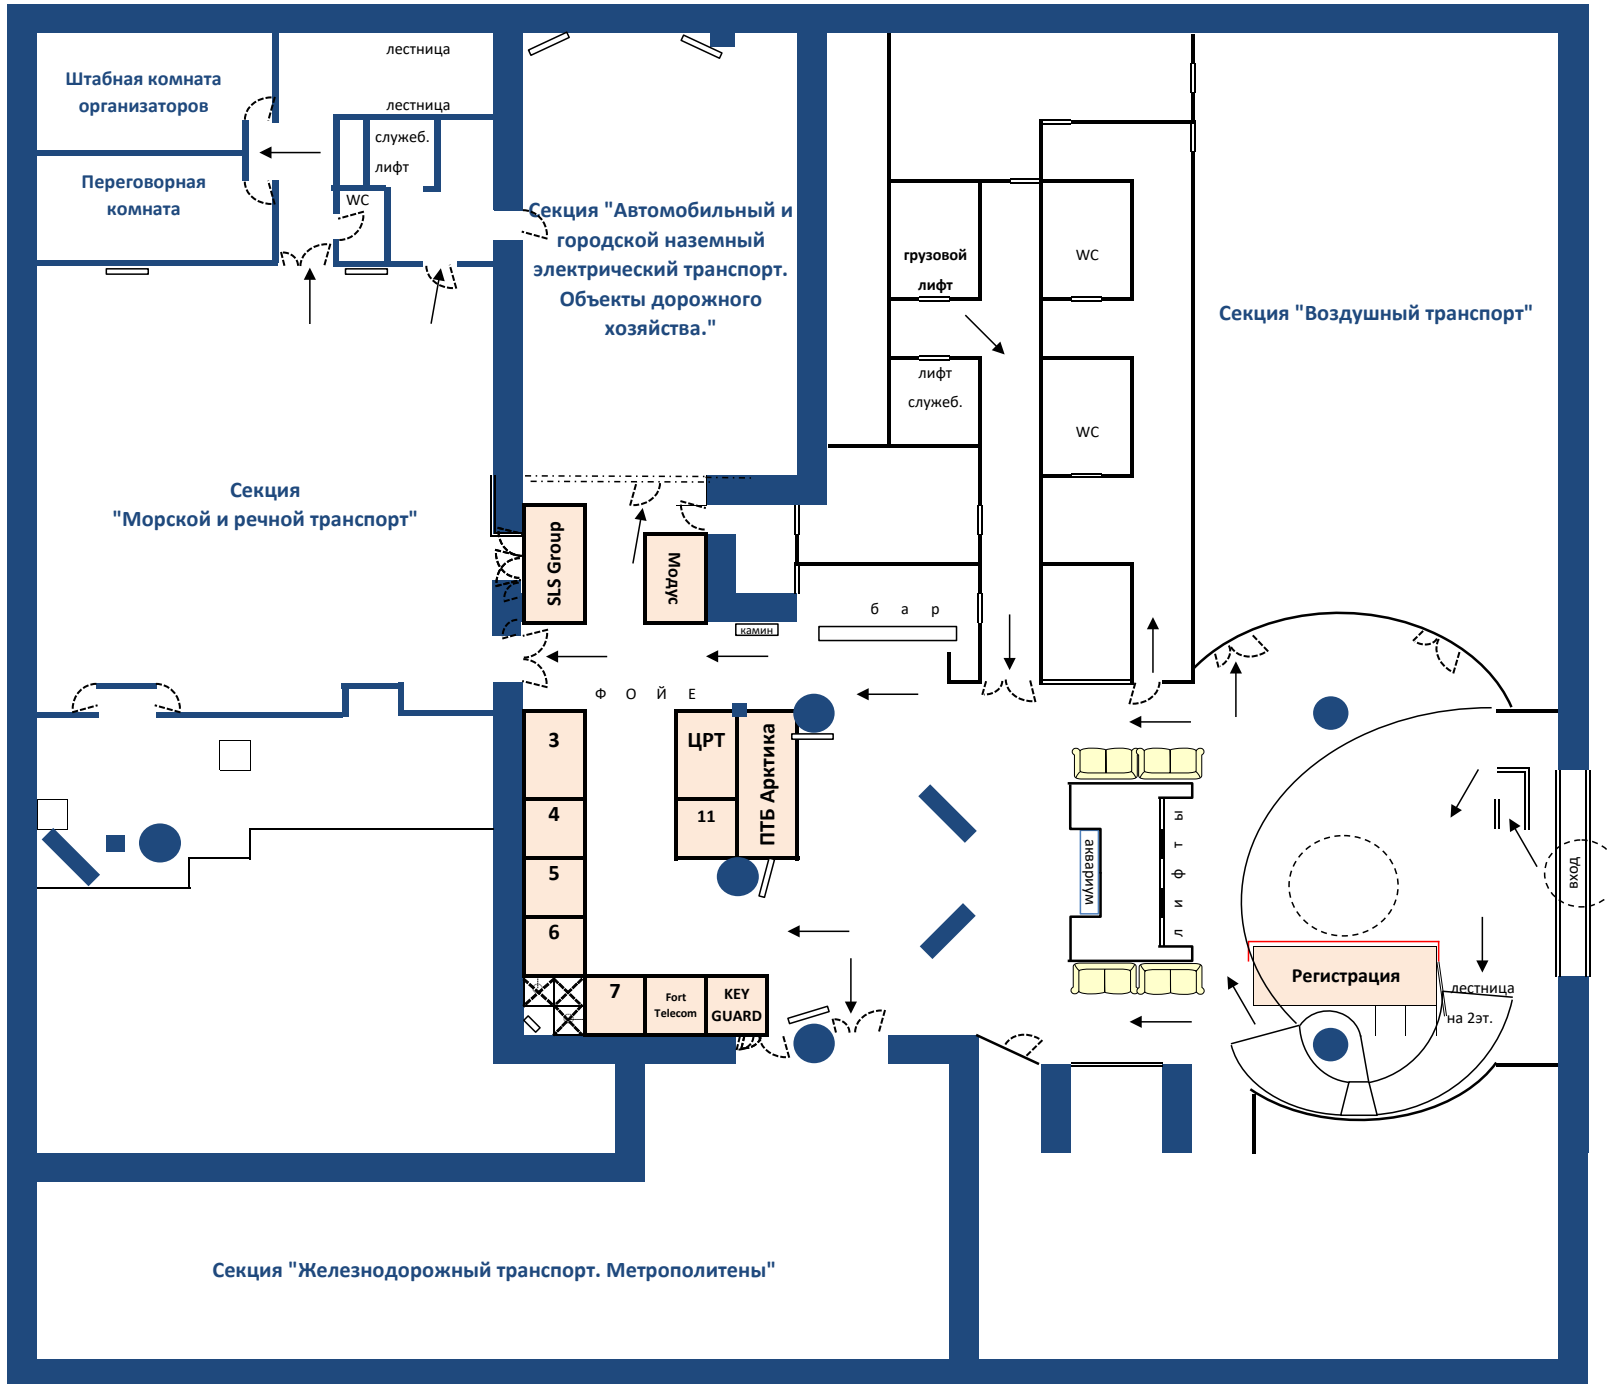 лестница
Штабная комната
организаторов
лестница
служеб.
лифт
Переговорная
комната
WC
Секция "Автомобильный и
городской наземный
электрический транспорт.
Объекты дорожного
хозяйства."
грузовой
лифт
WC
Секция "Воздушный транспорт"
лифт
служеб.
WC
Секция
"Морской и речной транспорт"
SLS Group
Модус
камин
бар
ФОЙЕ
3
ЦРТ
ПТБ Арктика
4
11
5
6
7
Fort
Telecom
KEY
GUARD
аквариум
лифты
вход
Регистрация
лестница
на 2эт.
Секция "Железнодорожный транспорт. Метрополитены"